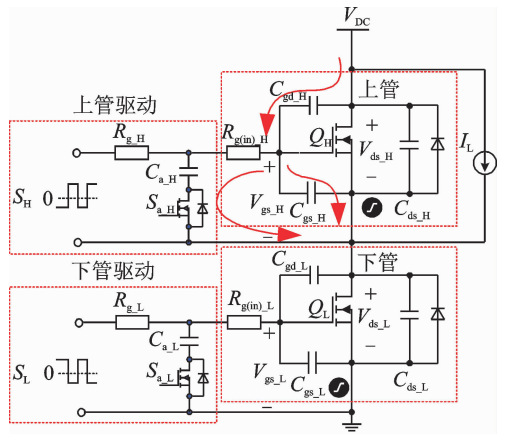 V_DC
上管驱动
上管
C_gd_H
R_g_H
R_g(in)_H
Q_H
+
V_ds_H
−
I_L
C_a_H
+
S_H
0
S_a_H
V_gs_H
C_gs_H
C_ds_H
−
下管驱动
下管
C_gd_L
R_g_L
R_g(in)_L
Q_L
+
V_ds_L
−
C_a_L
+
S_L
0
S_a_L
V_gs_L
C_gs_L
C_ds_L
−